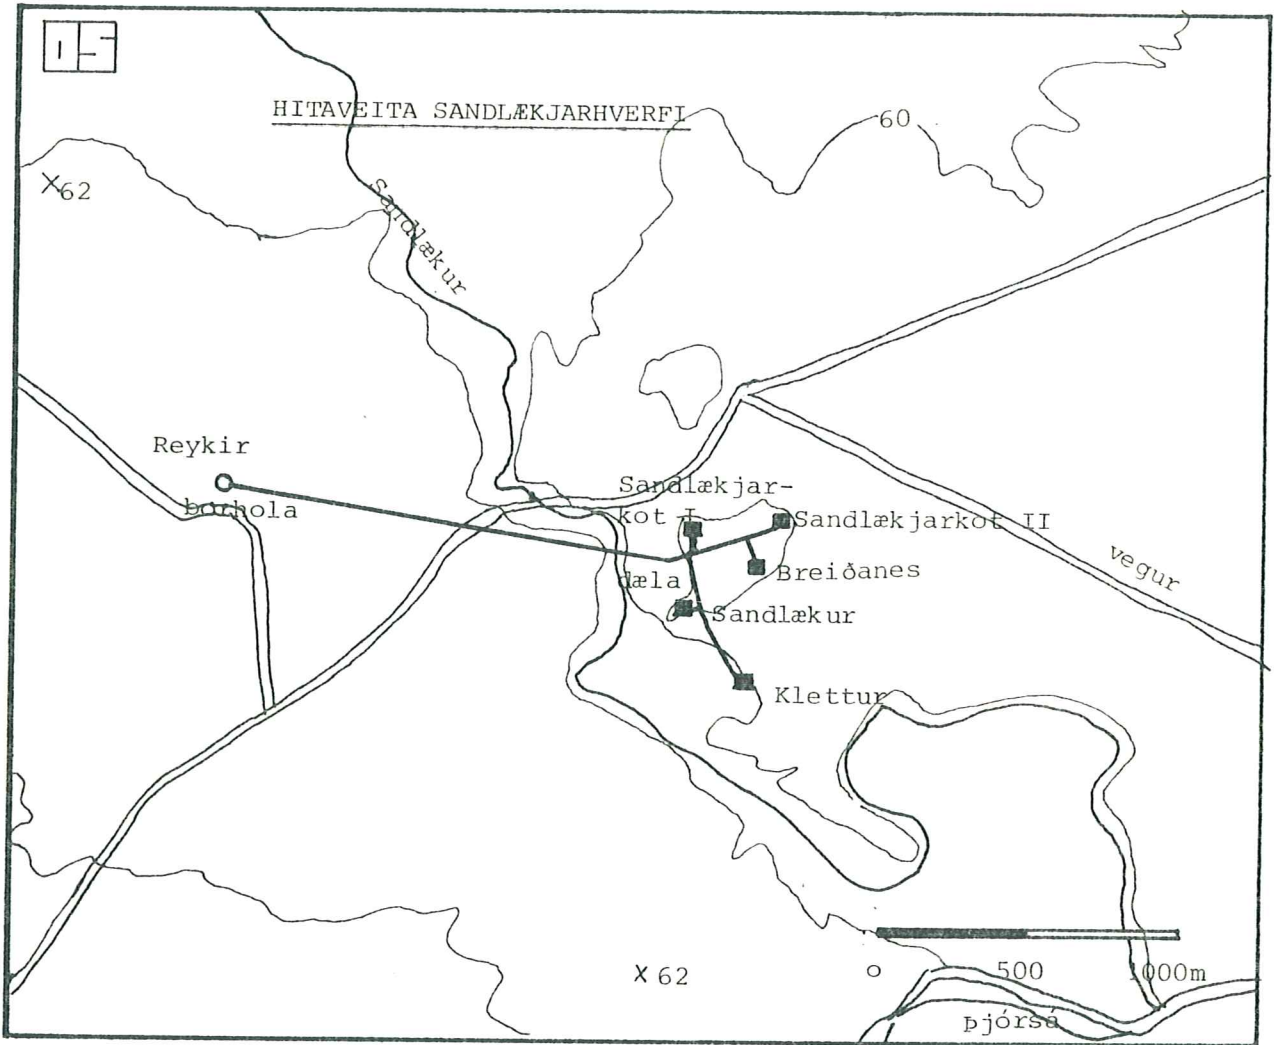 OS
HITAVEITA SANDLÆKJARHVERFI
60
X62
Sandlækur
Reykir
borhola
Sandlækjar-
kot I
Sandlækjarkot II
dæla
Breiðanes
Sandlækur
vegur
Klettur
X 62
0 500 1000m
Þjórsá